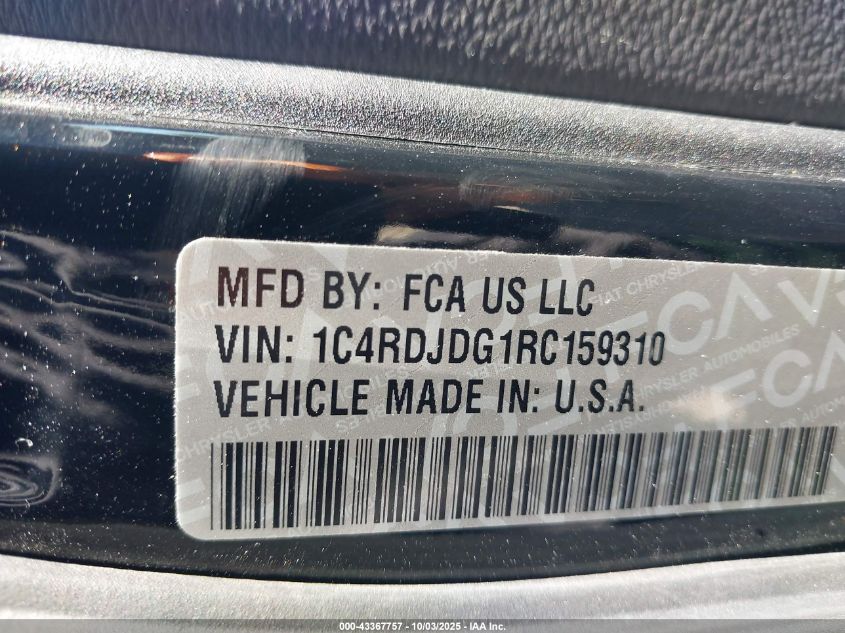 MFD BY: FCA US LLC
VIN: 1C4RDJDG1RC159310
VEHICLE MADE IN: U.S.A.
000-43367757 - 10/03/2025 - IAA Inc.